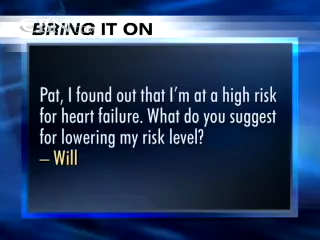 BRING IT ON
Pat, I found out that I'm at a high risk
for heart failure. What do you suggest
for lowering my risk level?
– Will